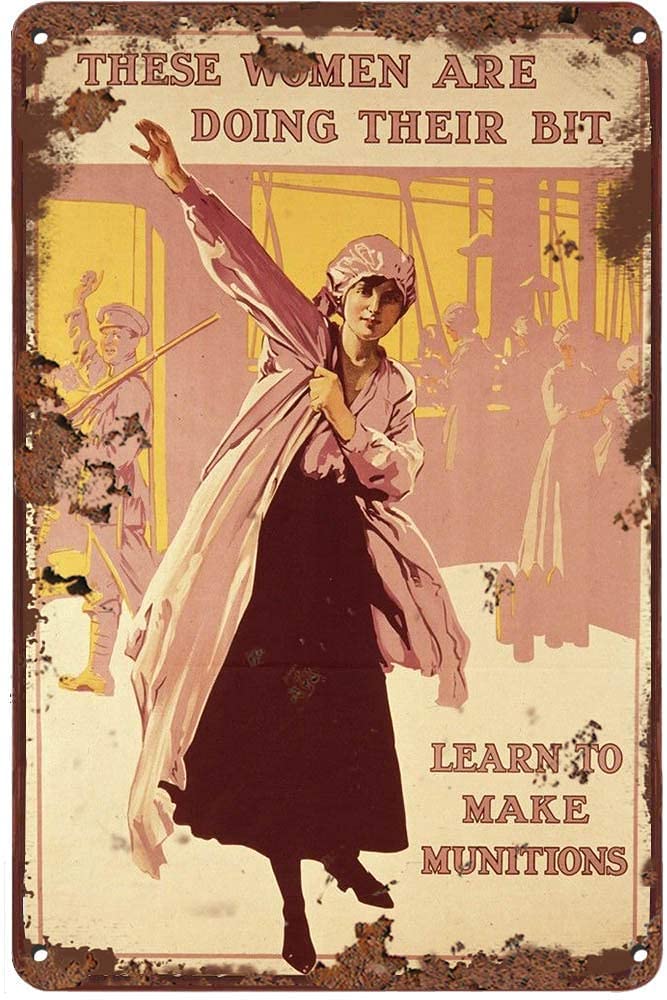 THESE WOMEN ARE
DOING THEIR BIT
LEARN TO
MAKE
MUNITIONS